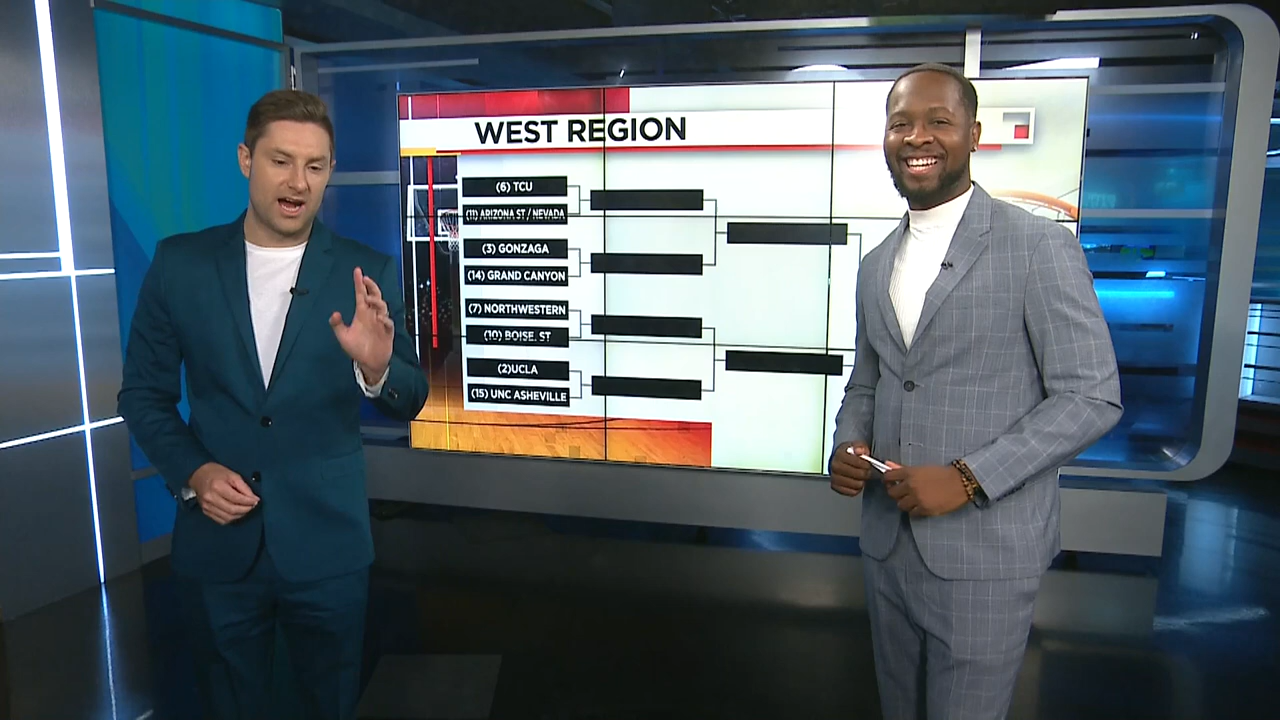 WEST REGION
(6) TCU
(11) ARIZONA ST / NEVADA
(3) GONZAGA
(14) GRAND CANYON
(7) NORTHWESTERN
(10) BOISE. ST
(2)UCLA
(15) UNC ASHEVILLE